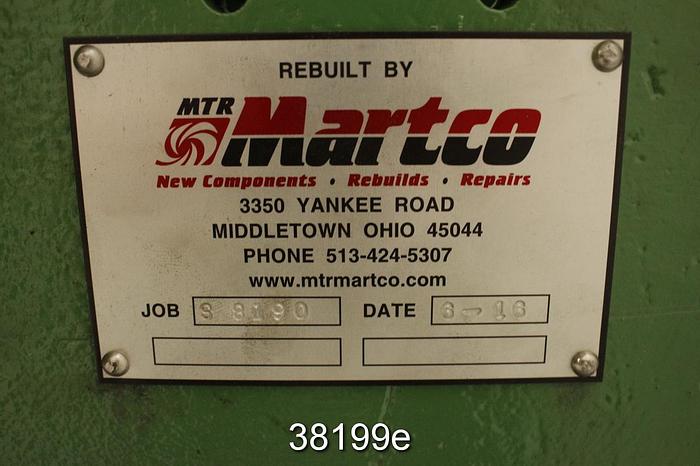 REBUILT BY
MTR
Martco
New Components · Rebuilds · Repairs
3350 YANKEE ROAD
MIDDLETOWN OHIO 45044
PHONE 513-424-5307
www.mtrmartco.com
JOB S 8190 DATE 6-16
38199e